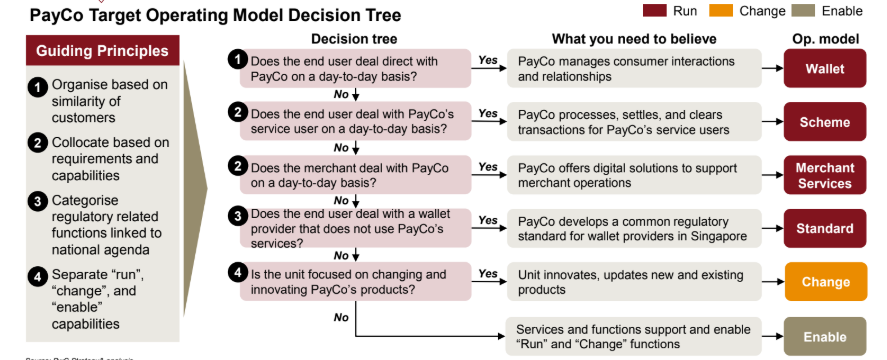 PayCo Target Operating Model Decision Tree
Run
Change
Enable
Guiding Principles
1 Organise based on
similarity of
customers
2 Collocate based on
requirements and
capabilities
3 Categorise
regulatory related
functions linked to
national agenda
4 Separate “run”,
“change”, and
“enable”
capabilities
Decision tree
What you need to believe
Op. model
1 Does the end user deal direct with
PayCo on a day-to-day basis?
Yes
PayCo manages consumer interactions
and relationships
Wallet
No
2 Does the end user deal with PayCo’s
service user on a day-to-day basis?
Yes
PayCo processes, settles, and clears
transactions for PayCo’s service users
Scheme
No
2 Does the merchant deal with PayCo
on a day-to-day basis?
Yes
PayCo offers digital solutions to support
merchant operations
Merchant
Services
No
3 Does the end user deal with a wallet
provider that does not use PayCo’s
services?
Yes
PayCo develops a common regulatory
standard for wallet providers in Singapore
Standard
No
4 Is the unit focused on changing and
innovating PayCo’s products?
Yes
Unit innovates, updates new and existing
products
Change
No
Services and functions support and enable
“Run” and “Change” functions
Enable